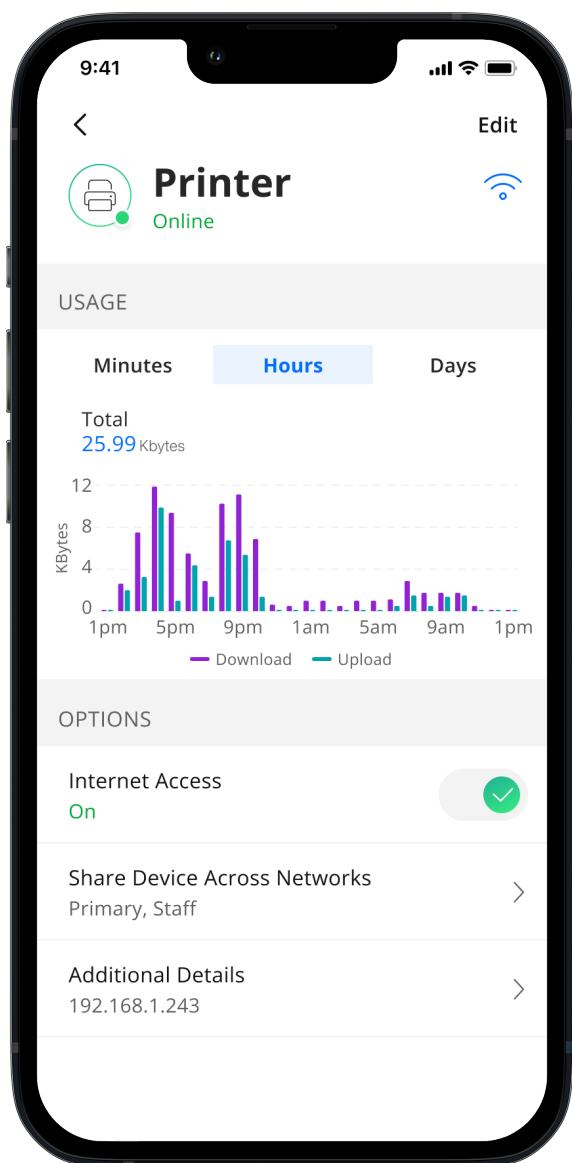 9:41
Edit
Printer
Online
USAGE
Minutes Hours Days
Total
25.99 Kbytes
KBytes
12
8
4
0
1pm 5pm 9pm 1am 5am 9am 1pm
Download Upload
OPTIONS
Internet Access
On
Share Device Across Networks
Primary, Staff
Additional Details
192.168.1.243